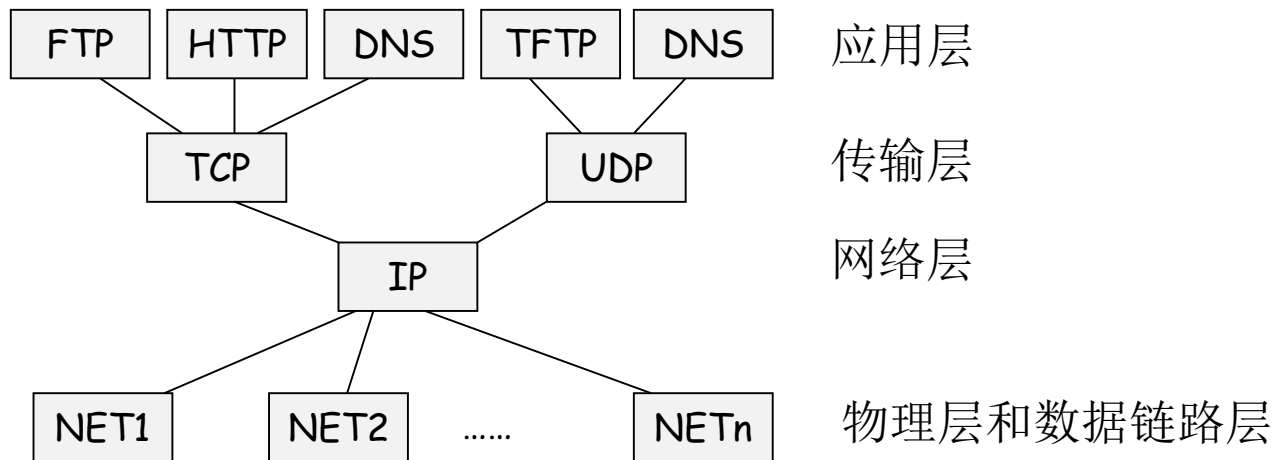 FTP HTTP DNS TFTP DNS 应用层
TCP UDP 传输层
IP 网络层
NET1 NET2 …… NETn 物理层和数据链路层